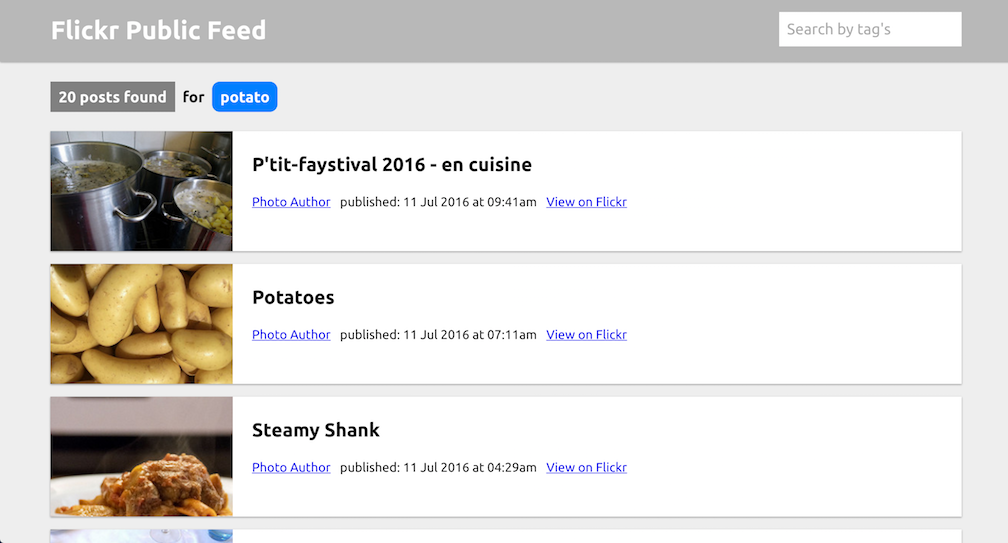 Flickr Public Feed
Search by tag's
20 posts found for potato
P'tit-faystival 2016 - en cuisine
Photo Author published: 11 Jul 2016 at 09:41am View on Flickr
Potatoes
Photo Author published: 11 Jul 2016 at 07:11am View on Flickr
Steamy Shank
Photo Author published: 11 Jul 2016 at 04:29am View on Flickr